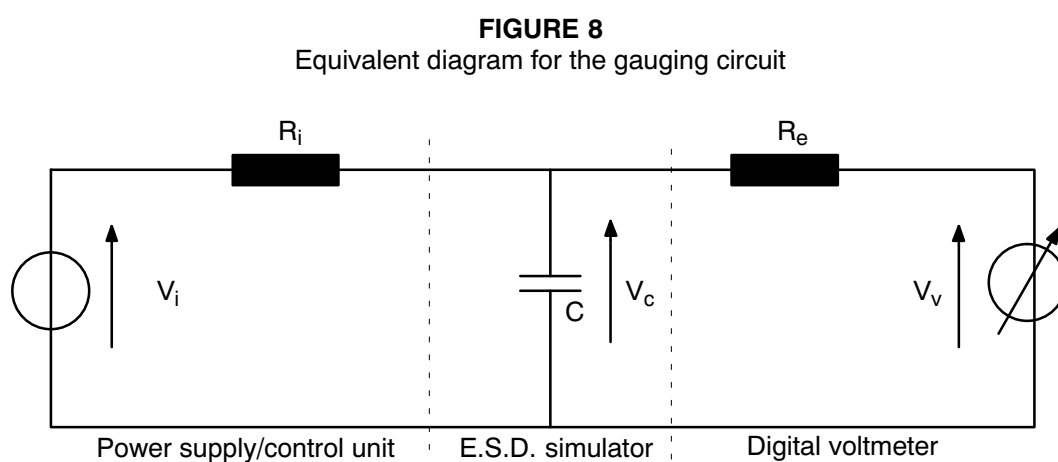 FIGURE 8
Equivalent diagram for the gauging circuit
Ri
Re
Vi
C
Vc
Vv
Power supply/control unit
E.S.D. simulator
Digital voltmeter